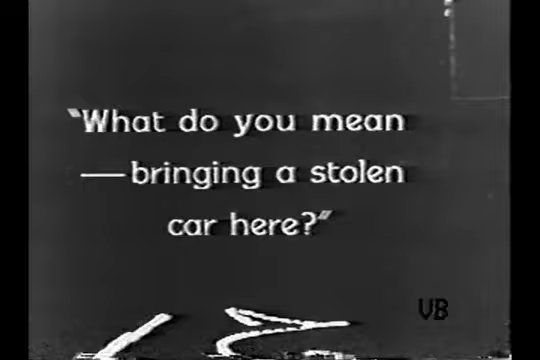 "What do you mean
—bringing a stolen
car here?"
VB